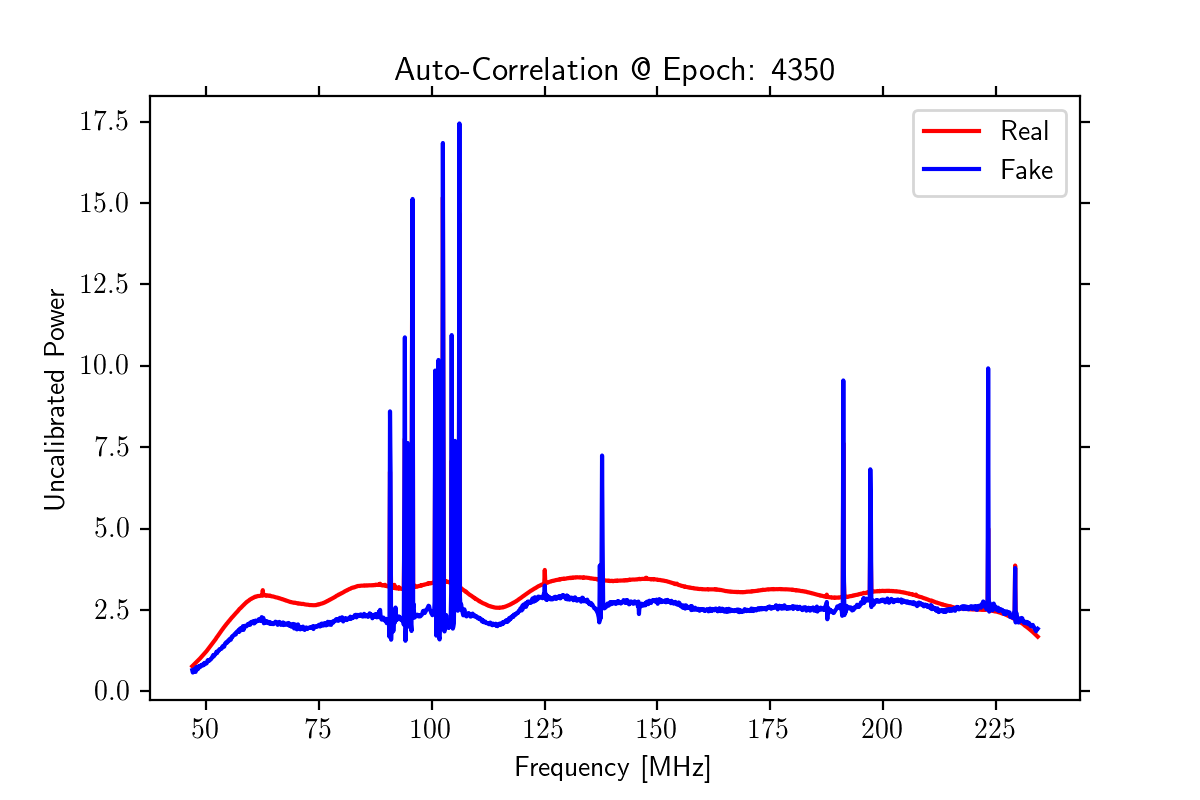 Auto-Correlation @ Epoch: 4350
Real
Fake
Uncalibrated Power
17.5
15.0
12.5
10.0
7.5
5.0
2.5
0.0
50 75 100 125 150 175 200 225
Frequency [MHz]